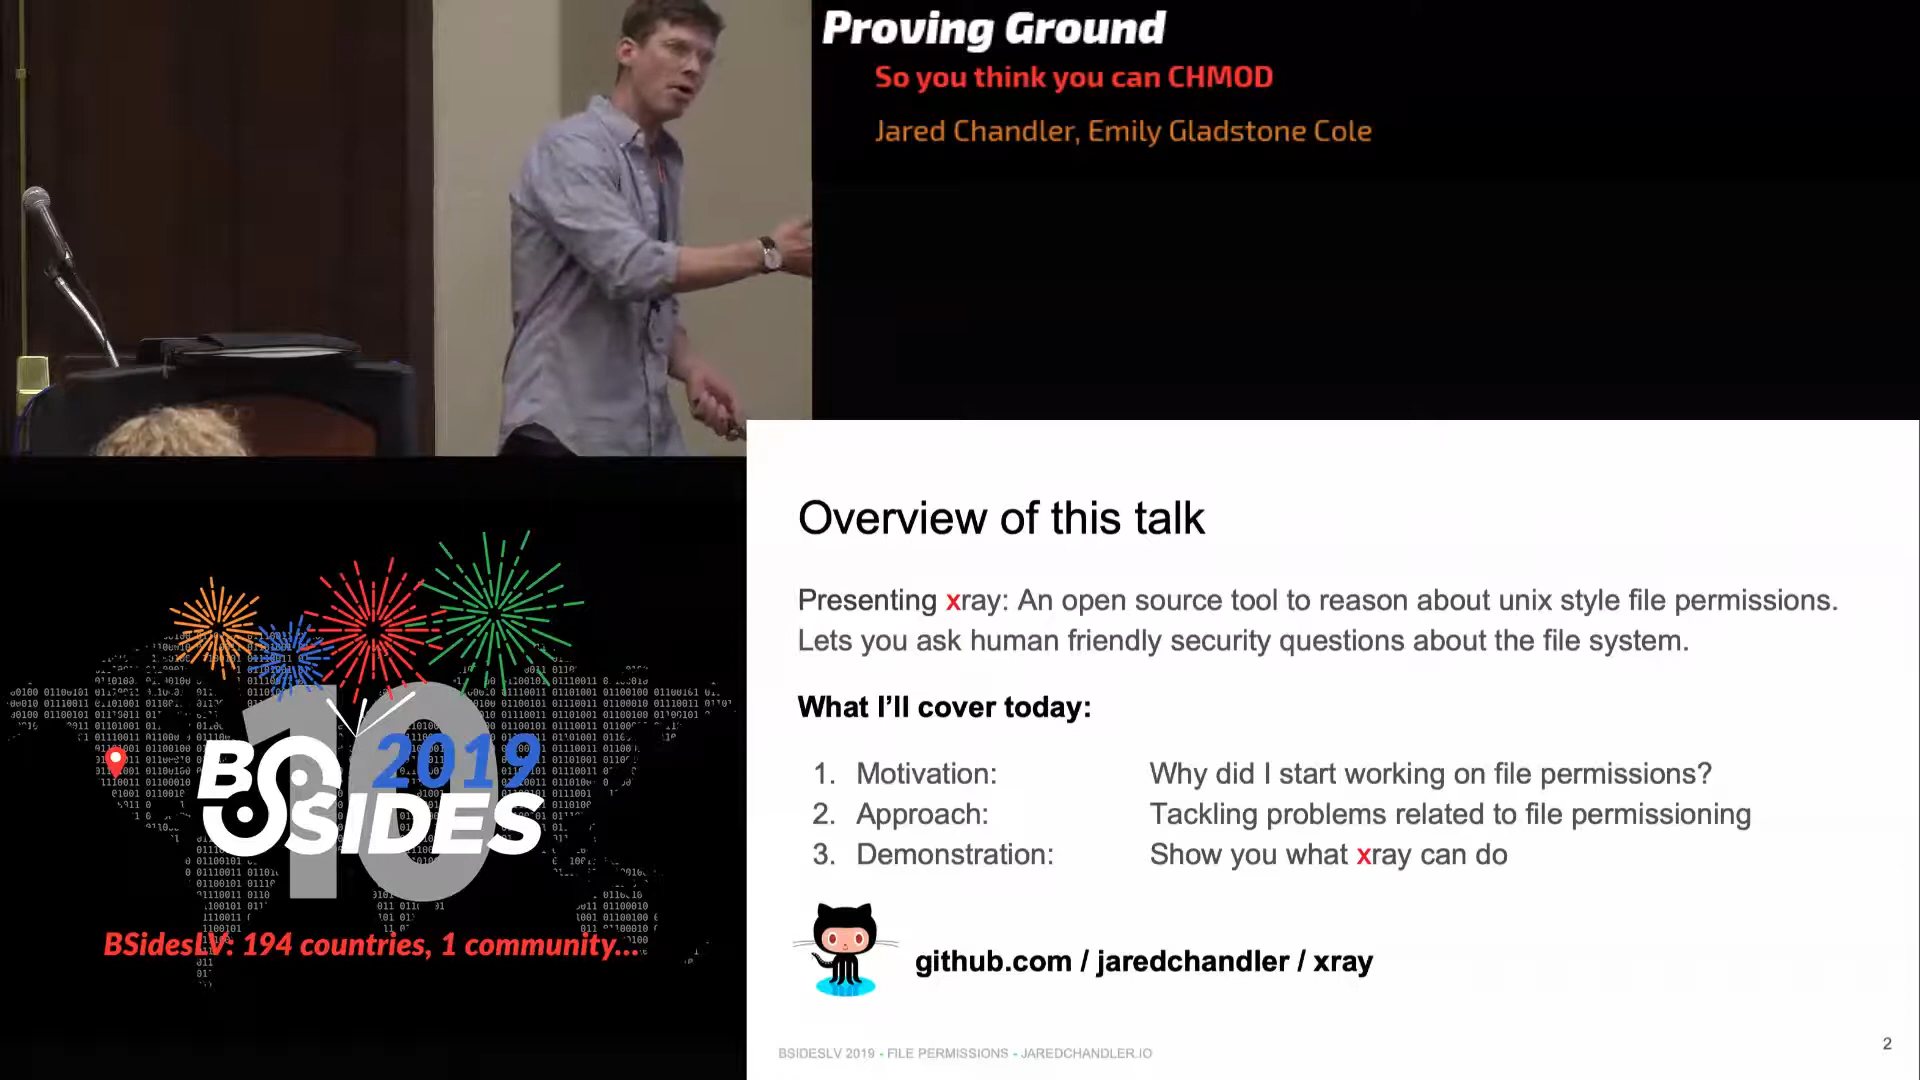 Proving Ground
So you think you can CHMOD
Jared Chandler, Emily Gladstone Cole
Overview of this talk
Presenting xray: An open source tool to reason about unix style file permissions.
Lets you ask human friendly security questions about the file system.
What I'll cover today:
1. Motivation: Why did I start working on file permissions?
2. Approach: Tackling problems related to file permissioning
3. Demonstration: Show you what xray can do
github.com / jaredchandler / xray
BSIDESLV 2019 - FILE PERMISSIONS - JAREDCHANDLER.IO
2
10
2019
BSIDES
BSidesLV: 194 countries, 1 community...